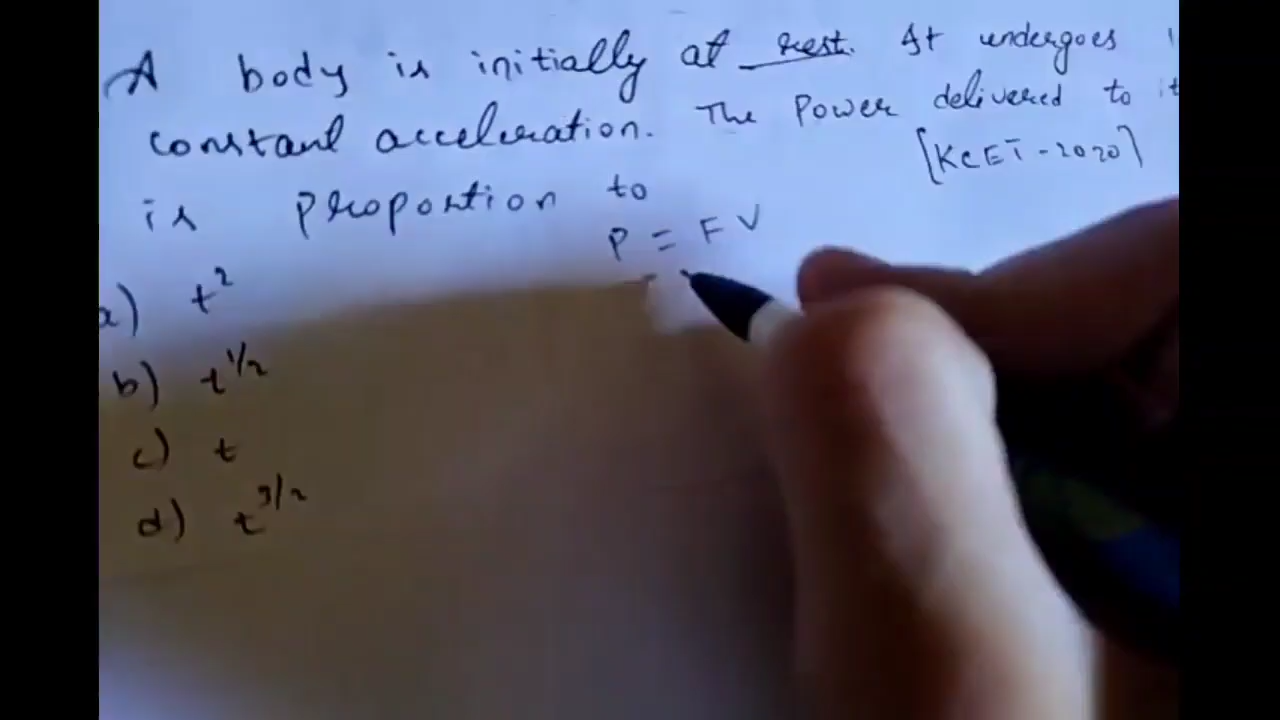 A body is initially at rest. It undergoes
constant acceleration. The Power delivered to it
[KCET - 2020]
is proportion to
P = F V
a) t²
b) t^1/2
c) t
d) t^3/2